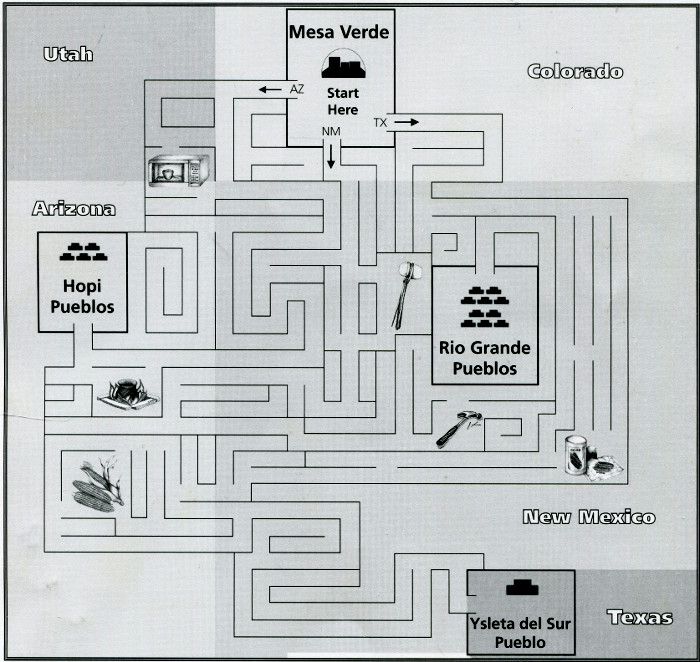 Mesa Verde
Utah
Colorado
AZ
Start
Here
TX
NM
Arizona
Hopi
Pueblos
Rio Grande
Pueblos
New Mexico
Ysleta del Sur
Pueblo
Texas